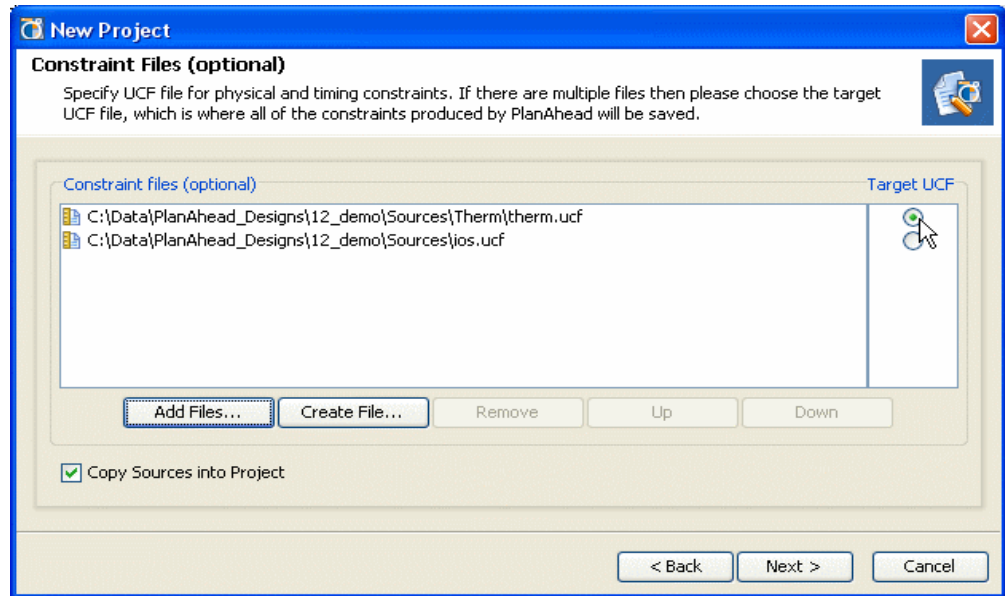 New Project
Constraint Files (optional)
Specify UCF file for physical and timing constraints. If there are multiple files then please choose the target
UCF file, which is where all of the constraints produced by PlanAhead will be saved.
Constraint files (optional) Target UCF
C:\Data\PlanAhead_Designs\12_demo\Sources\Therm\therm.ucf
C:\Data\PlanAhead_Designs\12_demo\Sources\ios.ucf
Add Files... Create File... Remove Up Down
Copy Sources into Project
< Back Next > Cancel